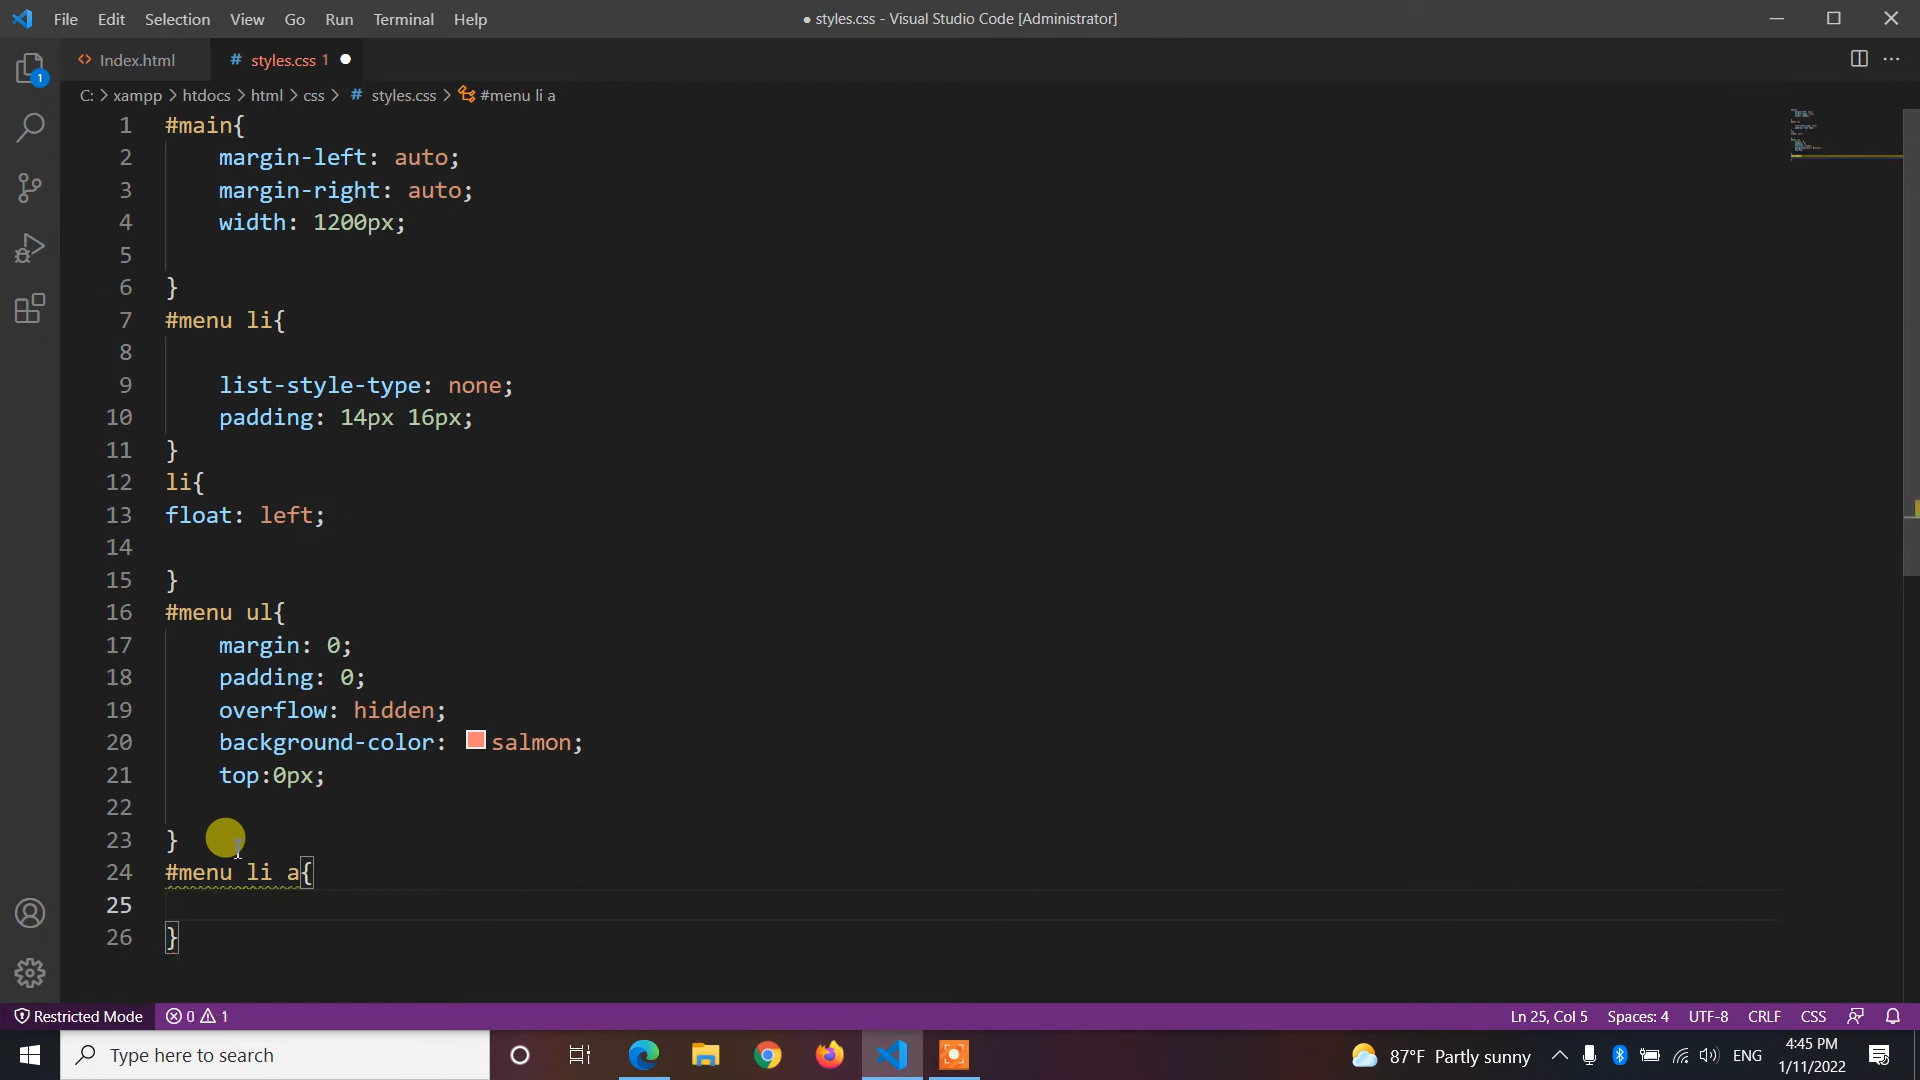 File Edit Selection View Go Run Terminal Help
● styles.css - Visual Studio Code [Administrator]
1
<> Index.html
# styles.css 1 ●
C: > xampp > htdocs > html > css > # styles.css > #menu li a
1 #main{
2 margin-left: auto;
3 margin-right: auto;
4 width: 1200px;
5
6 }
7 #menu li{
8
9 list-style-type: none;
10 padding: 14px 16px;
11 }
12 li{
13 float: left;
14
15 }
16 #menu ul{
17 margin: 0;
18 padding: 0;
19 overflow: hidden;
20 background-color: salmon;
21 top:0px;
22
23 }
24 #menu li a{
25
26 }
Restricted Mode 0 1 Ln 25, Col 5 Spaces: 4 UTF-8 CRLF CSS
Type here to search
87°F Partly sunny
ENG
4:45 PM
1/11/2022